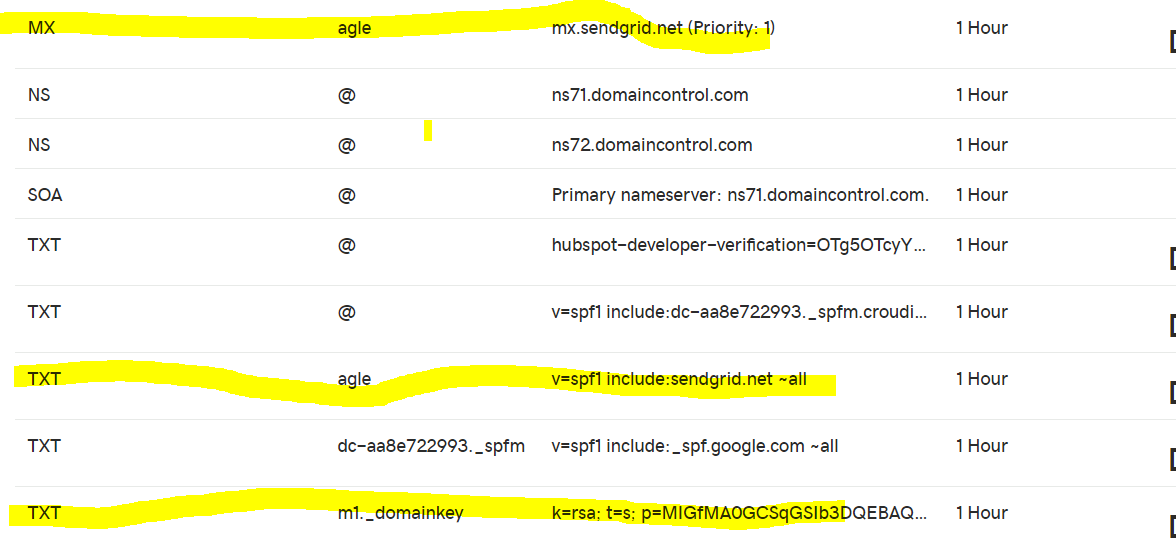 MX agle mx.sendgrid.net (Priority: 1) 1 Hour
NS @ ns71.domaincontrol.com 1 Hour
NS @ ns72.domaincontrol.com 1 Hour
SOA @ Primary nameserver: ns71.domaincontrol.com. 1 Hour
TXT @ hubspot-developer-verification=OTg5OTcyY... 1 Hour
TXT @ v=spf1 include:dc-aa8e722993._spfm.croudi... 1 Hour
TXT agle v=spf1 include:sendgrid.net ~all 1 Hour
TXT dc-aa8e722993._spfm v=spf1 include:_spf.google.com ~all 1 Hour
TXT m1._domainkey k=rsa; t=s; p=MIGfMA0GCSqGSIb3DQEBAQ... 1 Hour